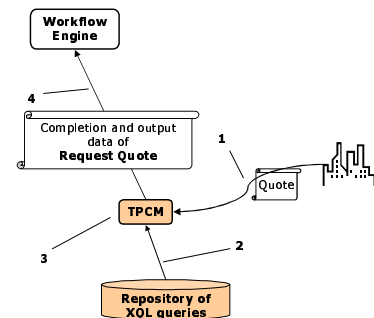 Workflow
Engine
4
Completion and output
data of
Request Quote
1
Quote
TPCM
3
2
Repository of
XQL queries